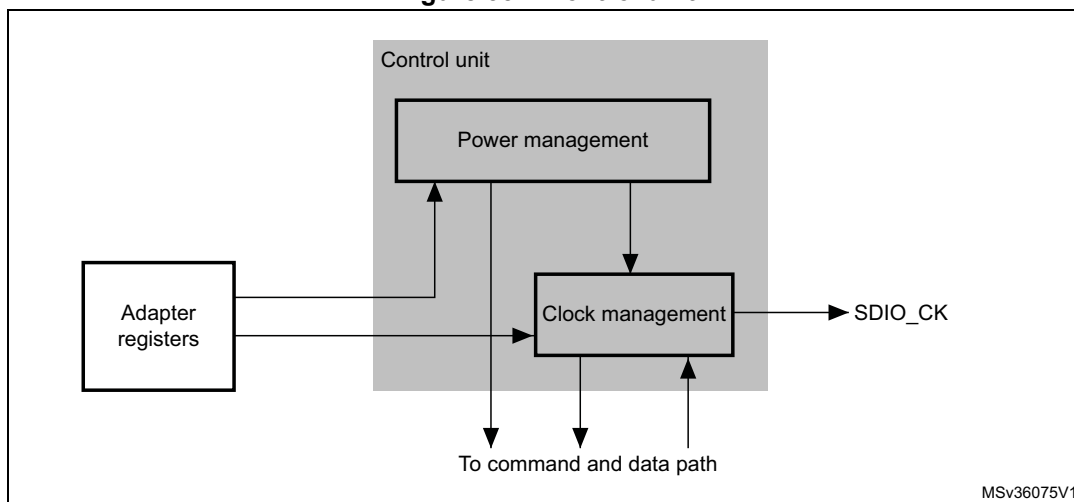 Control unit
Power management
Adapter
registers
Clock management
SDIO_CK
To command and data path
MSv36075V1